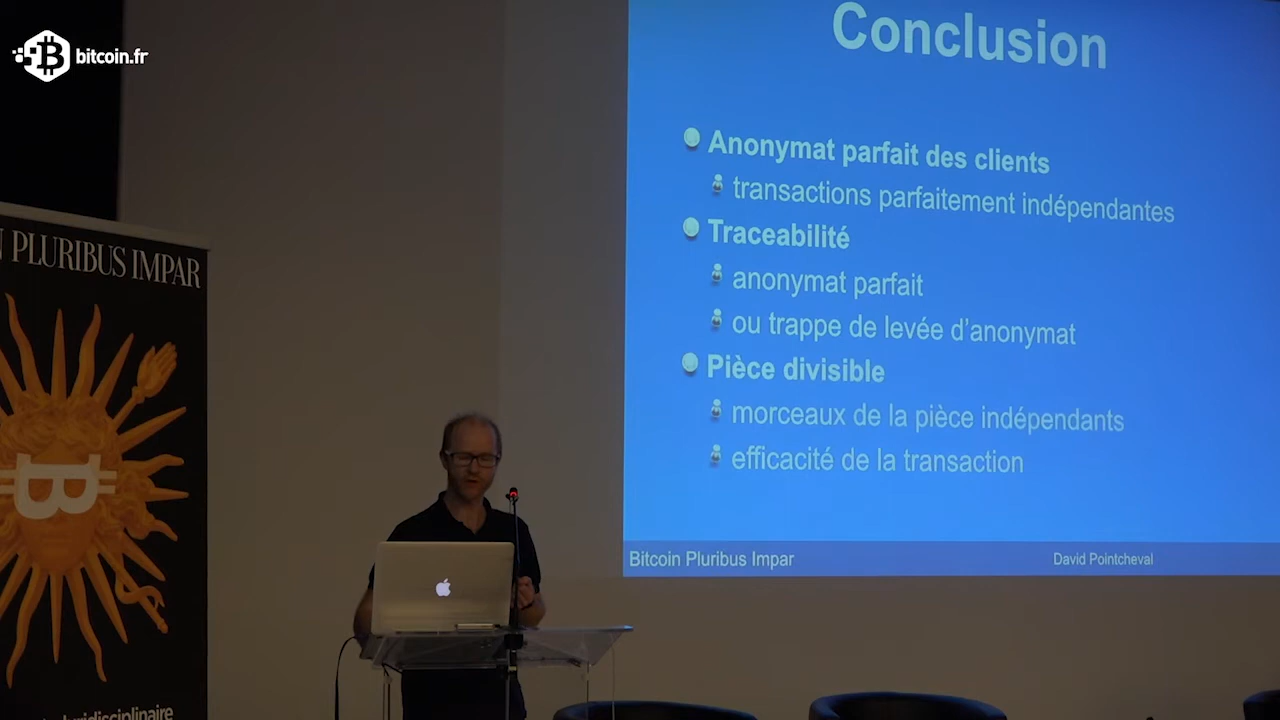 bitcoin.fr
Conclusion
Anonymat parfait des clients
transactions parfaitement indépendantes
Traceabilité
anonymat parfait
ou trappe de levée d'anonymat
Pièce divisible
morceaux de la pièce indépendants
efficacité de la transaction
Bitcoin Pluribus Impar
David Pointcheval
PLURIBUS IMPAR